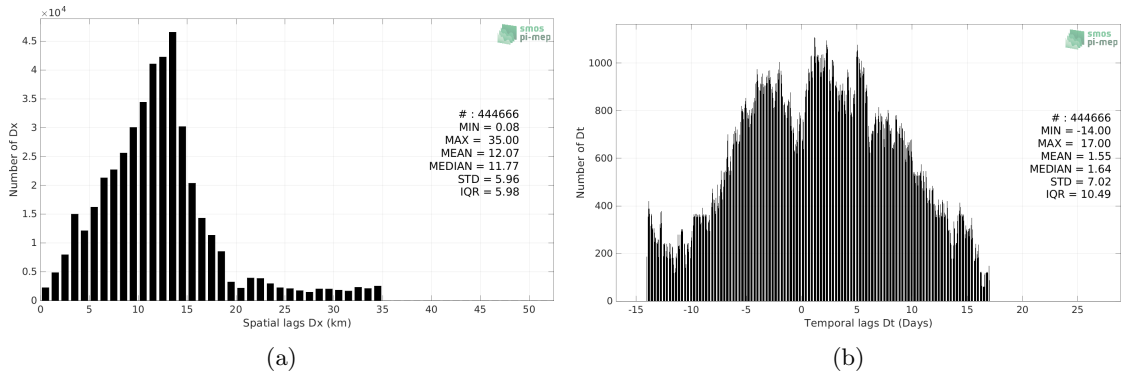 ×10⁴
4.5
4
3.5
3
2.5
2
1.5
1
0.5
0
Number of Dx
smos
pi-mep
# : 444666
MIN = 0.08
MAX = 35.00
MEAN = 12.07
MEDIAN = 11.77
STD = 5.96
IQR = 5.98
0 5 10 15 20 25 30 35 40 45 50
Spatial lags Dx (km)
(a)
1000
800
600
400
200
0
Number of Dt
smos
pi-mep
# : 444666
MIN = -14.00
MAX = 17.00
MEAN = 1.55
MEDIAN = 1.64
STD = 7.02
IQR = 10.49
-15 -10 -5 0 5 10 15 20 25
Temporal lags Dt (Days)
(b)